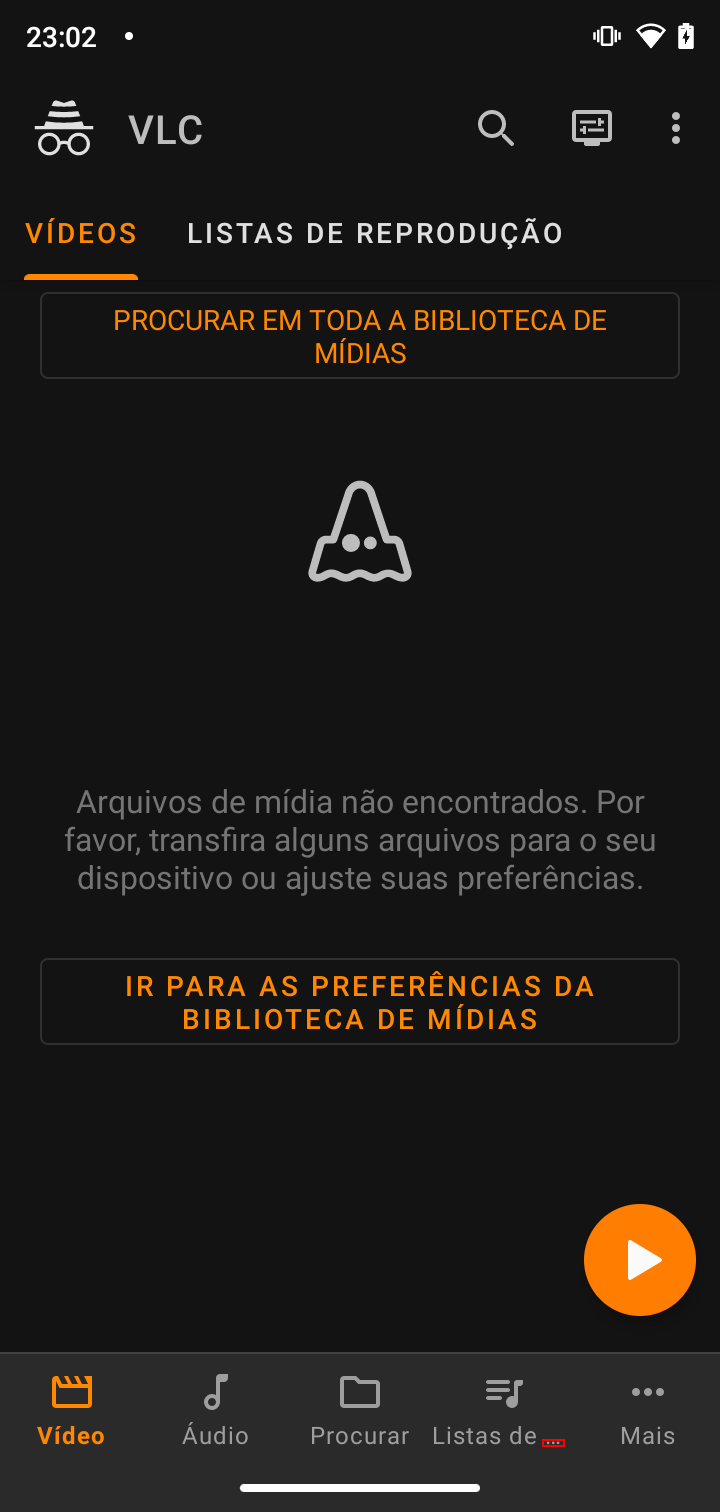 23:02
VLC
VÍDEOS
LISTAS DE REPRODUÇÃO
PROCURAR EM TODA A BIBLIOTECA DE
MÍDIAS
Arquivos de mídia não encontrados. Por
favor, transfira alguns arquivos para o seu
dispositivo ou ajuste suas preferências.
IR PARA AS PREFERÊNCIAS DA
BIBLIOTECA DE MÍDIAS
Vídeo
Áudio
Procurar
Listas de...
Mais